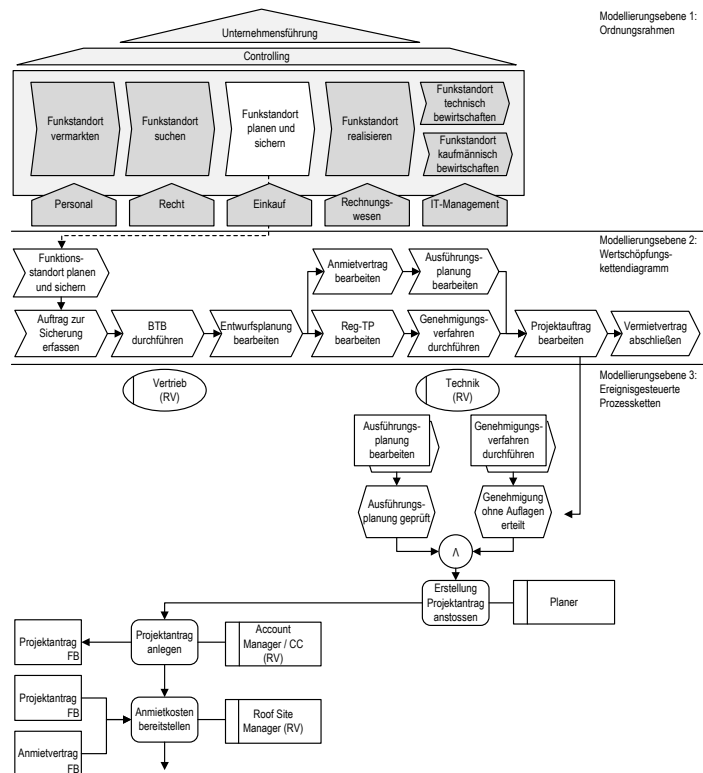 Unternehmensführung
Modellierungsebene 1:
Ordnungsrahmen
Controlling
Funkstandort
vermarkten
Funkstandort
suchen
Funkstandort
planen und
sichern
Funkstandort
realisieren
Funkstandort
technisch
bewirtschaften
Funkstandort
kaufmännisch
bewirtschaften
Personal
Recht
Einkauf
Rechnungs-
wesen
IT-Management
Modellierungsebene 2:
Wertschöpfungs-
kettendiagramm
Funktions-
standort planen
und sichern
Anmietvertrag
bearbeiten
Ausführungs-
planung
bearbeiten
Auftrag zur
Sicherung
erfassen
BTB
durchführen
Entwurfsplanung
bearbeiten
Reg-TP
bearbeiten
Genehmigungs-
verfahren
durchführen
Projektauftrag
bearbeiten
Vermietvertrag
abschließen
Modellierungsebene 3:
Ereignisgesteuerte
Prozessketten
Vertrieb
(RV)
Technik
(RV)
Ausführungs-
planung
bearbeiten
Genehmigungs-
verfahren
durchführen
Ausführungs-
planung geprüft
Genehmigung
ohne Auflagen
erteilt
Λ
Erstellung
Projektantrag
anstossen
Planer
Projektantrag
FB
Projektantrag
anlegen
Account
Manager / CC
(RV)
Projektantrag
FB
Anmietkosten
bereitstellen
Roof Site
Manager (RV)
Anmietvertrag
FB